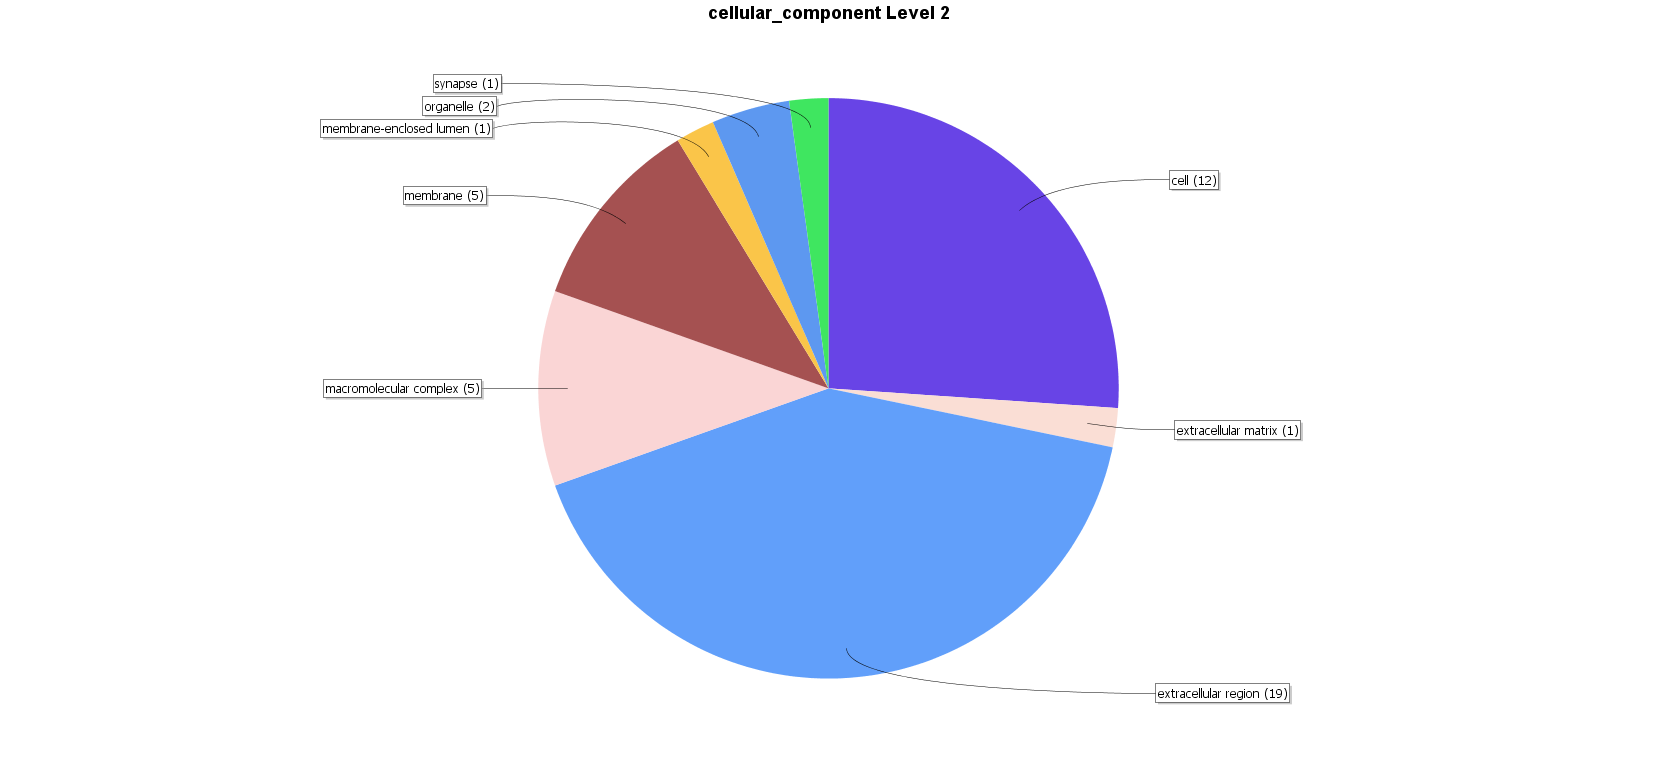 cellular_component Level 2
synapse (1)
organelle (2)
membrane-enclosed lumen (1)
cell (12)
membrane (5)
macromolecular complex (5)
extracellular matrix (1)
extracellular region (19)